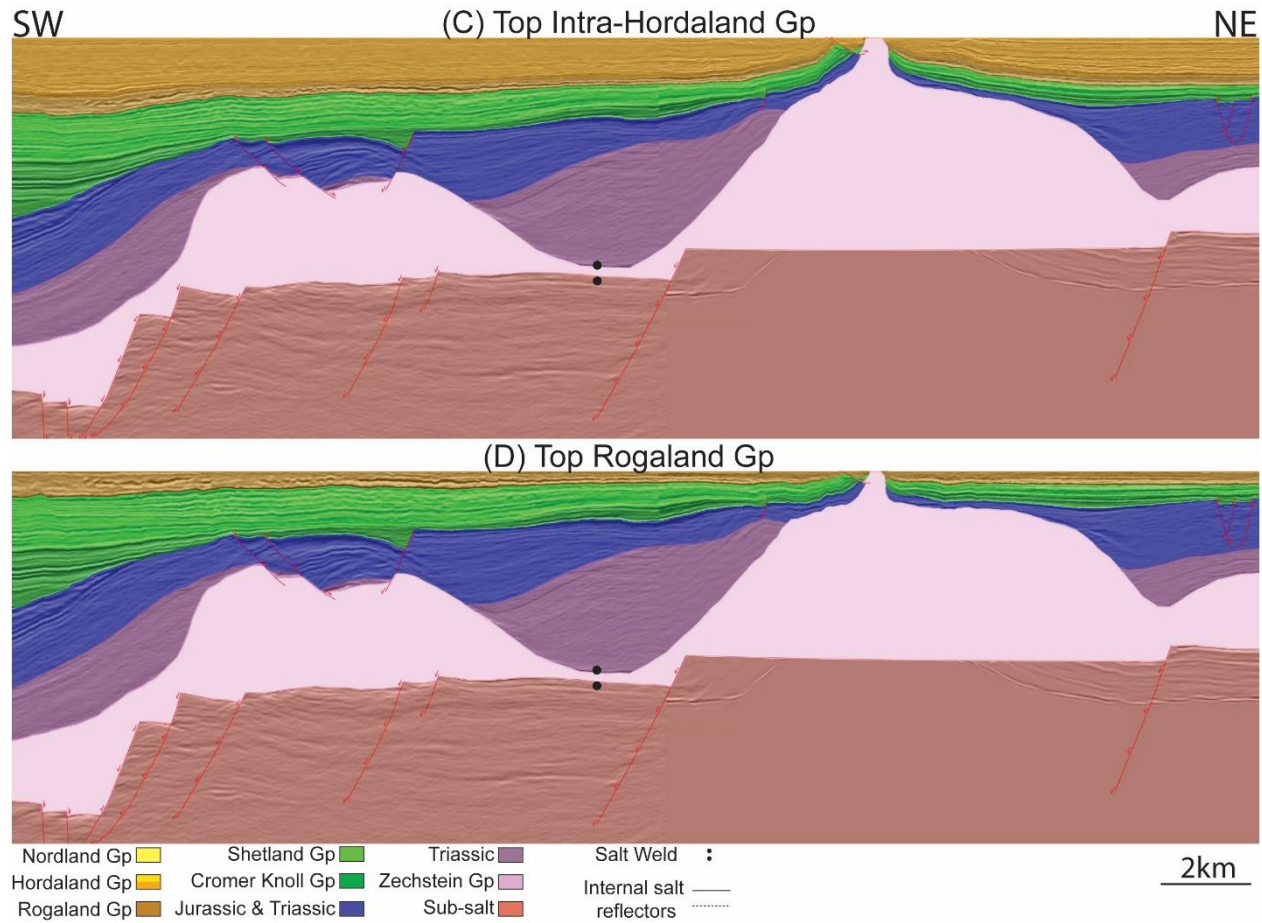 SW (C) Top Intra-Hordaland Gp NE
(D) Top Rogaland Gp
Nordland Gp Shetland Gp Triassic Salt Weld
Hordaland Gp Cromer Knoll Gp Zechstein Gp Internal salt
Rogaland Gp Jurassic & Triassic Sub-salt reflectors
2km